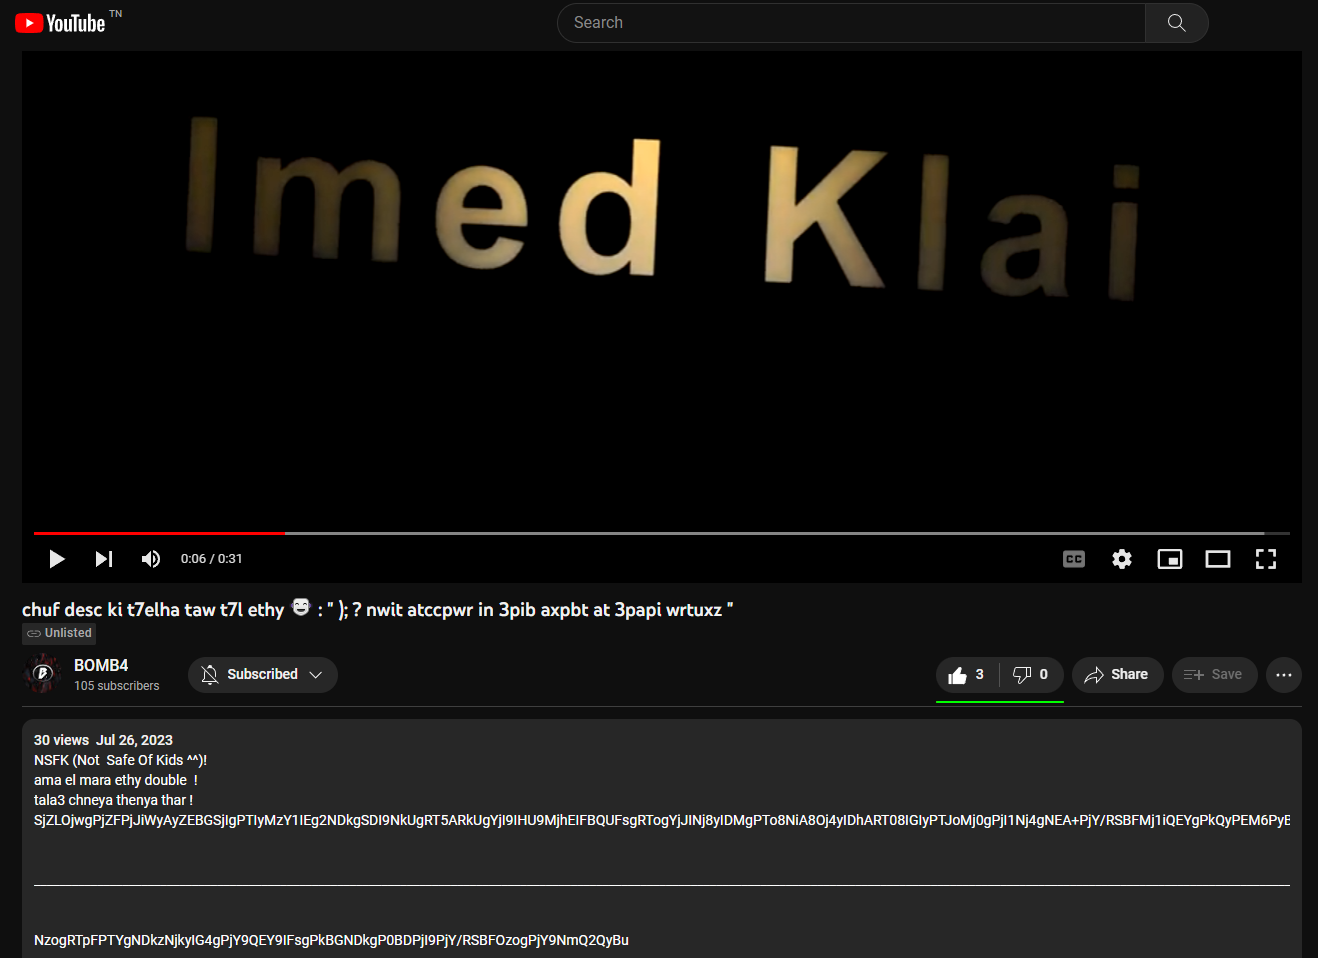 YouTube TN
Search
Imed Klai
0:06 / 0:31
CC
chuf desc ki t7elha taw t7l ethy 😂 : " ); ? nwit atccpwr in 3pib axpbt at 3papi wrtuxz "
Unlisted
BOMB4
105 subscribers
Subscribed
3
0
Share
Save
30 views Jul 26, 2023
NSFK (Not Safe Of Kids ^^)!
ama el mara ethy double !
tala3 chneya thenya thar !
SjZLOjwgPjZFPjJiWyAyZEBGSjIgPTIyMzY1IEg2NDkgSDI9NkUgRT5ARkUgYjI9IHU9MjhEIFBQUFsgRTogYjJINj8yIDMgPTo8NiA8Oj4yIDhART08IGIyPTJoMj0gPjI1Nj4gNEA+PjY/RSBFMj1iQEYgPkQyPEM6PyB
NzogRTpFPTYgNDkzNjkyIG4gPjY9QEY9IFsgPkBGNDkgP0BDPjI9PjY/RSBFOzogPjY9NmQ2QyBu